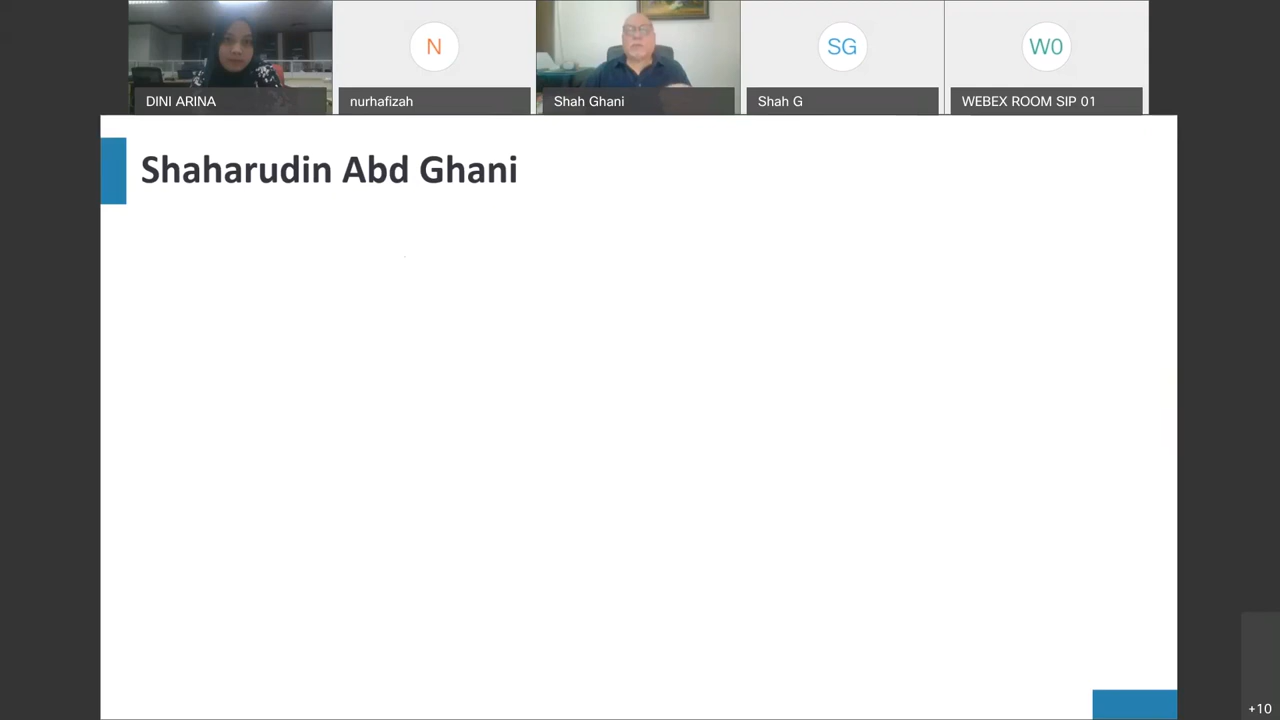 DINI ARINA
N
nurhafizah
Shah Ghani
SG
Shah G
W0
WEBEX ROOM SIP 01
Shaharudin Abd Ghani
+10